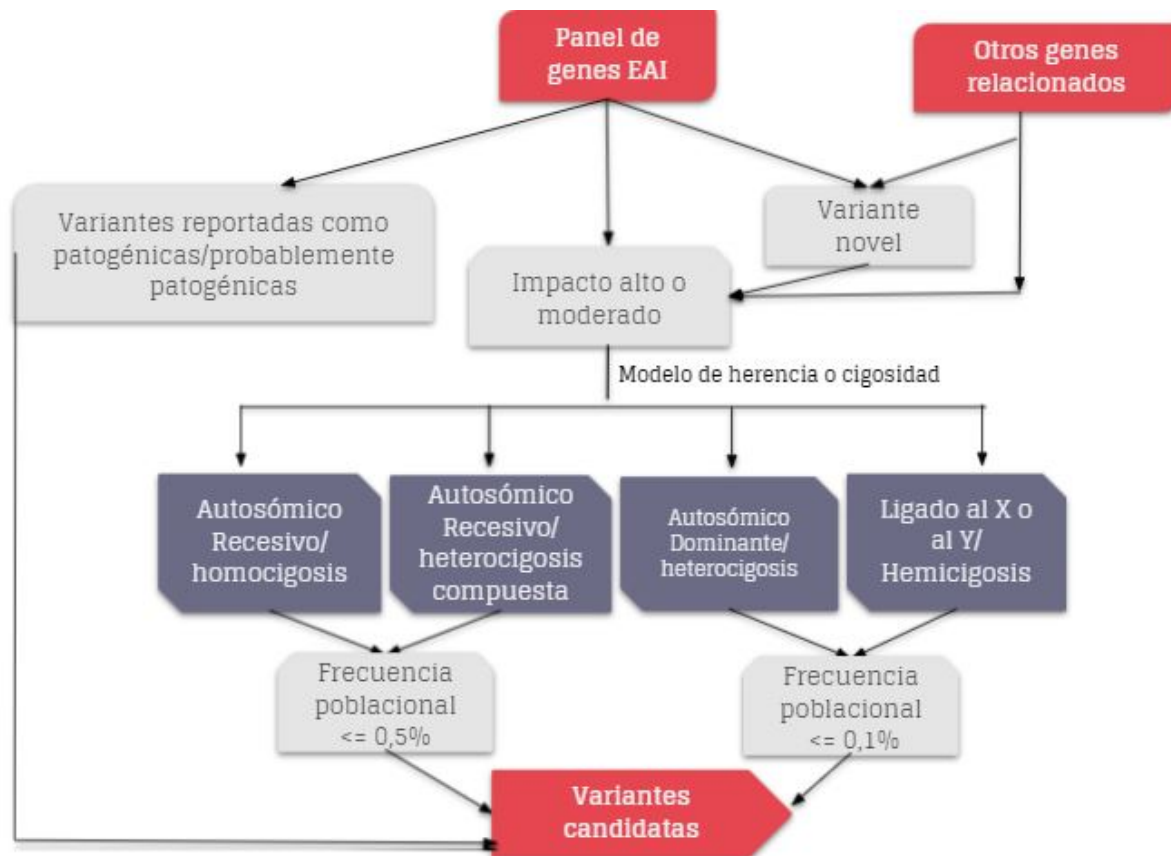 Panel de
genes EAI
Otros genes
relacionados
Variantes reportadas como
patogénicas/probablemente
patogénicas
Variante
novel
Impacto alto o
moderado
Modelo de herencia o cigosidad
Autosómico
Recesivo/
homocigosis
Autosómico
Recesivo/
heterocigosis
compuesta
Autosómico
Dominante/
heterocigosis
Ligado al X o
al Y/
Hemicigosis
Frecuencia
poblacional
<= 0,5%
Frecuencia
poblacional
<= 0,1%
Variantes
candidatas